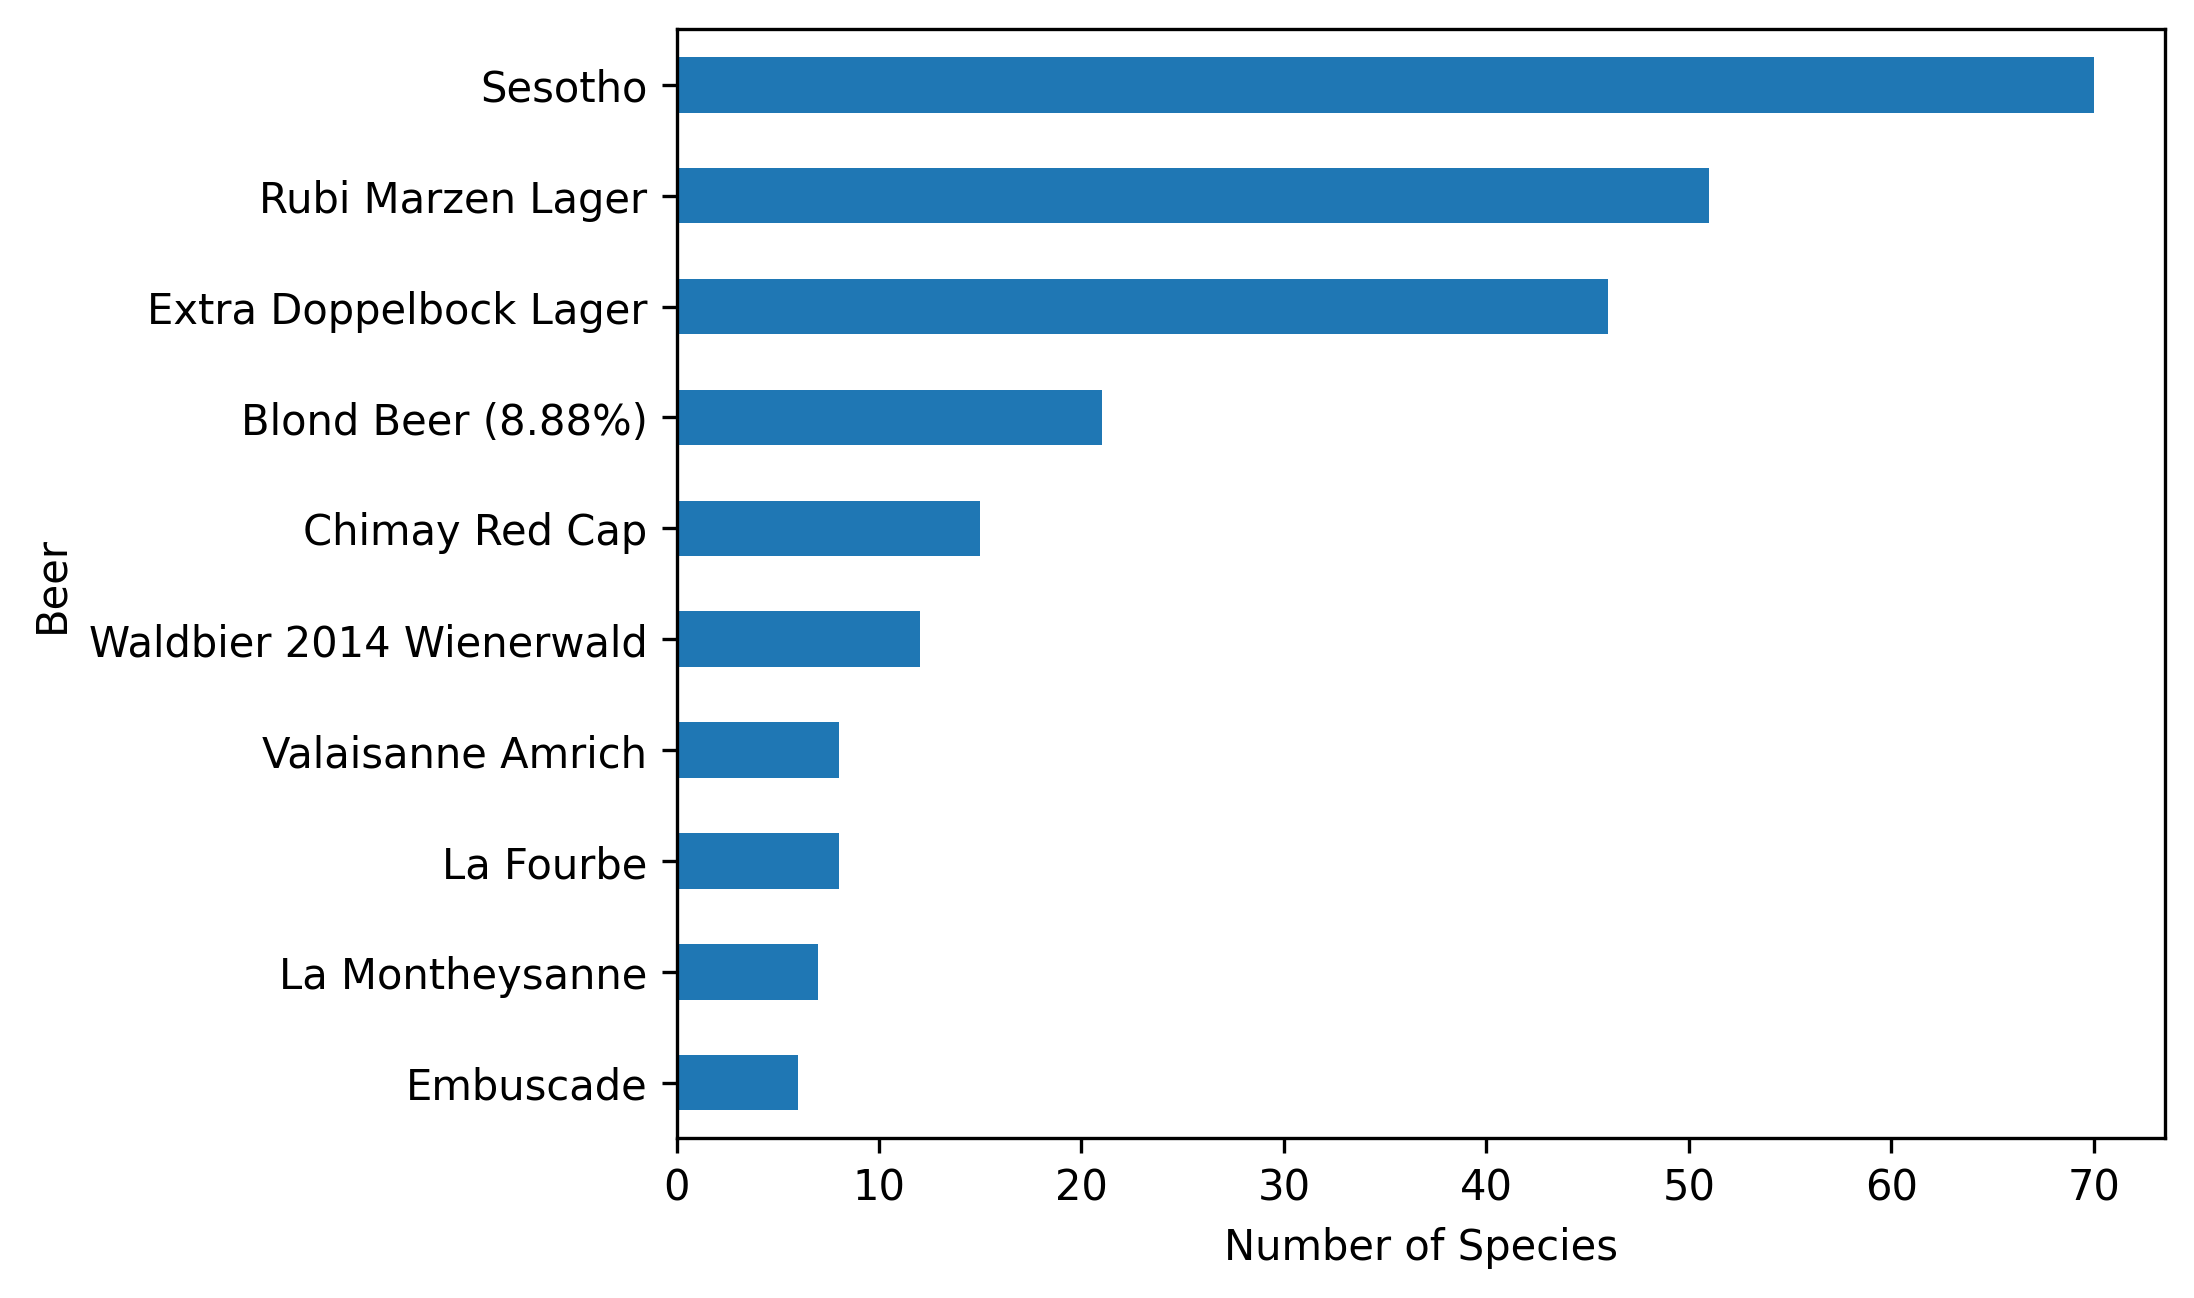 Sesotho
Rubi Marzen Lager
Extra Doppelbock Lager
Blond Beer (8.88%)
Chimay Red Cap
Waldbier 2014 Wienerwald
Valaisanne Amrich
La Fourbe
La Montheysanne
Embuscade
Beer
0 10 20 30 40 50 60 70
Number of Species